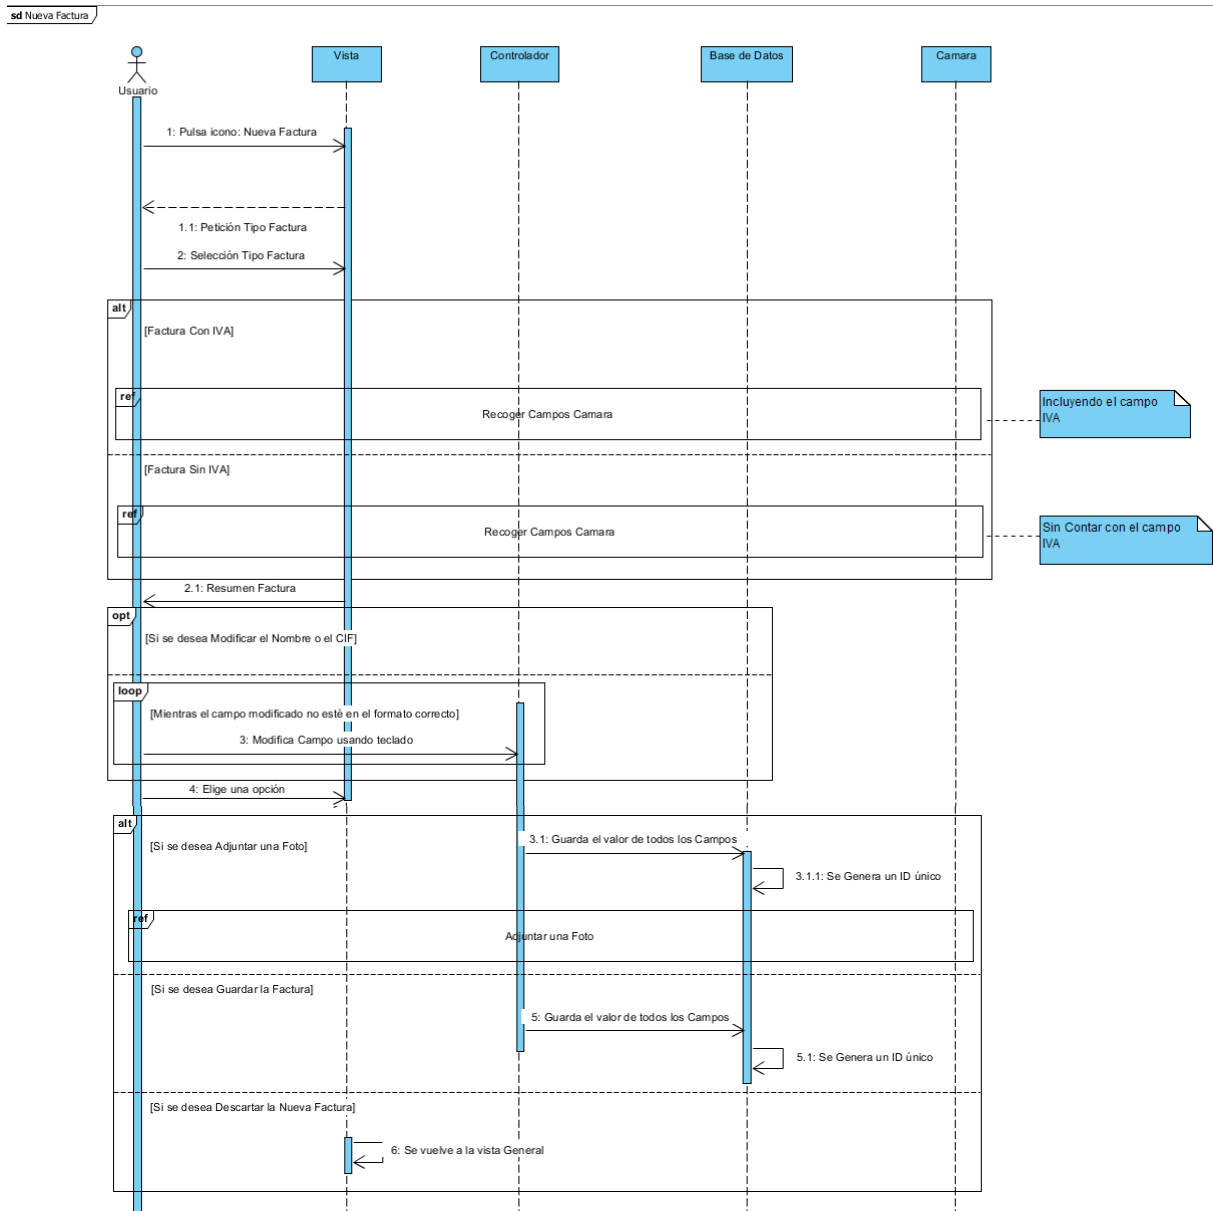 sd Nueva Factura
Usuario
Vista
Controlador
Base de Datos
Camara
1: Pulsa icono: Nueva Factura
1.1: Petición Tipo Factura
2: Selección Tipo Factura
alt
[Factura Con IVA]
ref
Recoger Campos Camara
Incluyendo el campo
IVA
[Factura Sin IVA]
ref
Recoger Campos Camara
Sin Contar con el campo
IVA
2.1: Resumen Factura
opt
[Si se desea Modificar el Nombre o el CIF]
loop
[Mientras el campo modificado no esté en el formato correcto]
3: Modifica Campo usando teclado
4: Elige una opción
alt
[Si se desea Adjuntar una Foto]
3.1: Guarda el valor de todos los Campos
3.1.1: Se Genera un ID único
ref
Adjuntar una Foto
[Si se desea Guardar la Factura]
5: Guarda el valor de todos los Campos
5.1: Se Genera un ID único
[Si se desea Descartar la Nueva Factura]
6: Se vuelve a la vista General